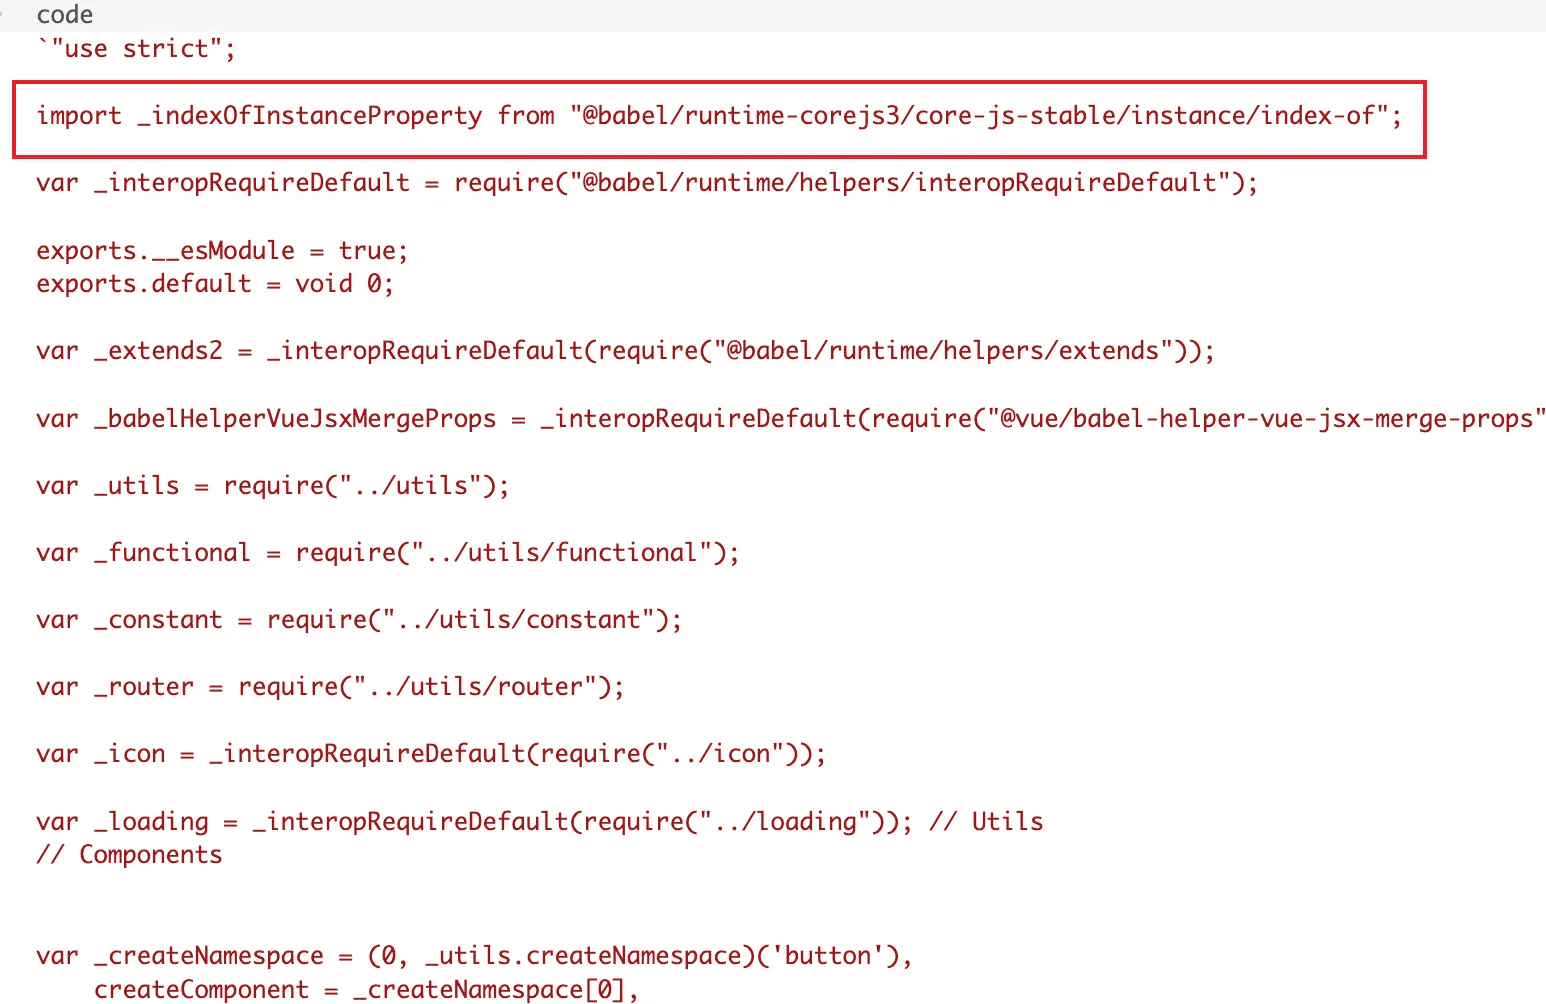 code
`"use strict";
import _indexOfInstanceProperty from "@babel/runtime-corejs3/core-js-stable/instance/index-of";
var _interopRequireDefault = require("@babel/runtime/helpers/interopRequireDefault");
exports.__esModule = true;
exports.default = void 0;
var _extends2 = _interopRequireDefault(require("@babel/runtime/helpers/extends"));
var _babelHelperVueJsxMergeProps = _interopRequireDefault(require("@vue/babel-helper-vue-jsx-merge-props"
var _utils = require("../utils");
var _functional = require("../utils/functional");
var _constant = require("../utils/constant");
var _router = require("../utils/router");
var _icon = _interopRequireDefault(require("../icon"));
var _loading = _interopRequireDefault(require("../loading")); // Utils
// Components
var _createNamespace = (0, _utils.createNamespace)('button'),
    createComponent = _createNamespace[0],